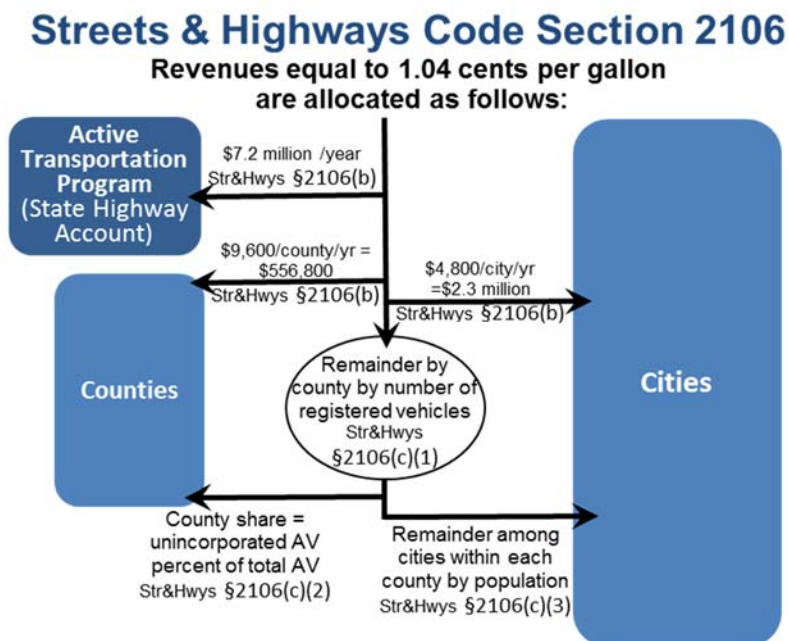 Streets & Highways Code Section 2106
Revenues equal to 1.04 cents per gallon
are allocated as follows:
Active
Transportation
Program
(State Highway
Account)
$7.2 million /year
Str&Hwys §2106(b)
$9,600/county/yr =
$556,800
Str&Hwys §2106(b)
$4,800/city/yr
=$2.3 million
Str&Hwys §2106(b)
Counties
Remainder by
county by number of
registered vehicles
Str&Hwys
§2106(c)(1)
Cities
County share =
unincorporated AV
percent of total AV
Str&Hwys §2106(c)(2)
Remainder among
cities within each
county by population
Str&Hwys §2106(c)(3)